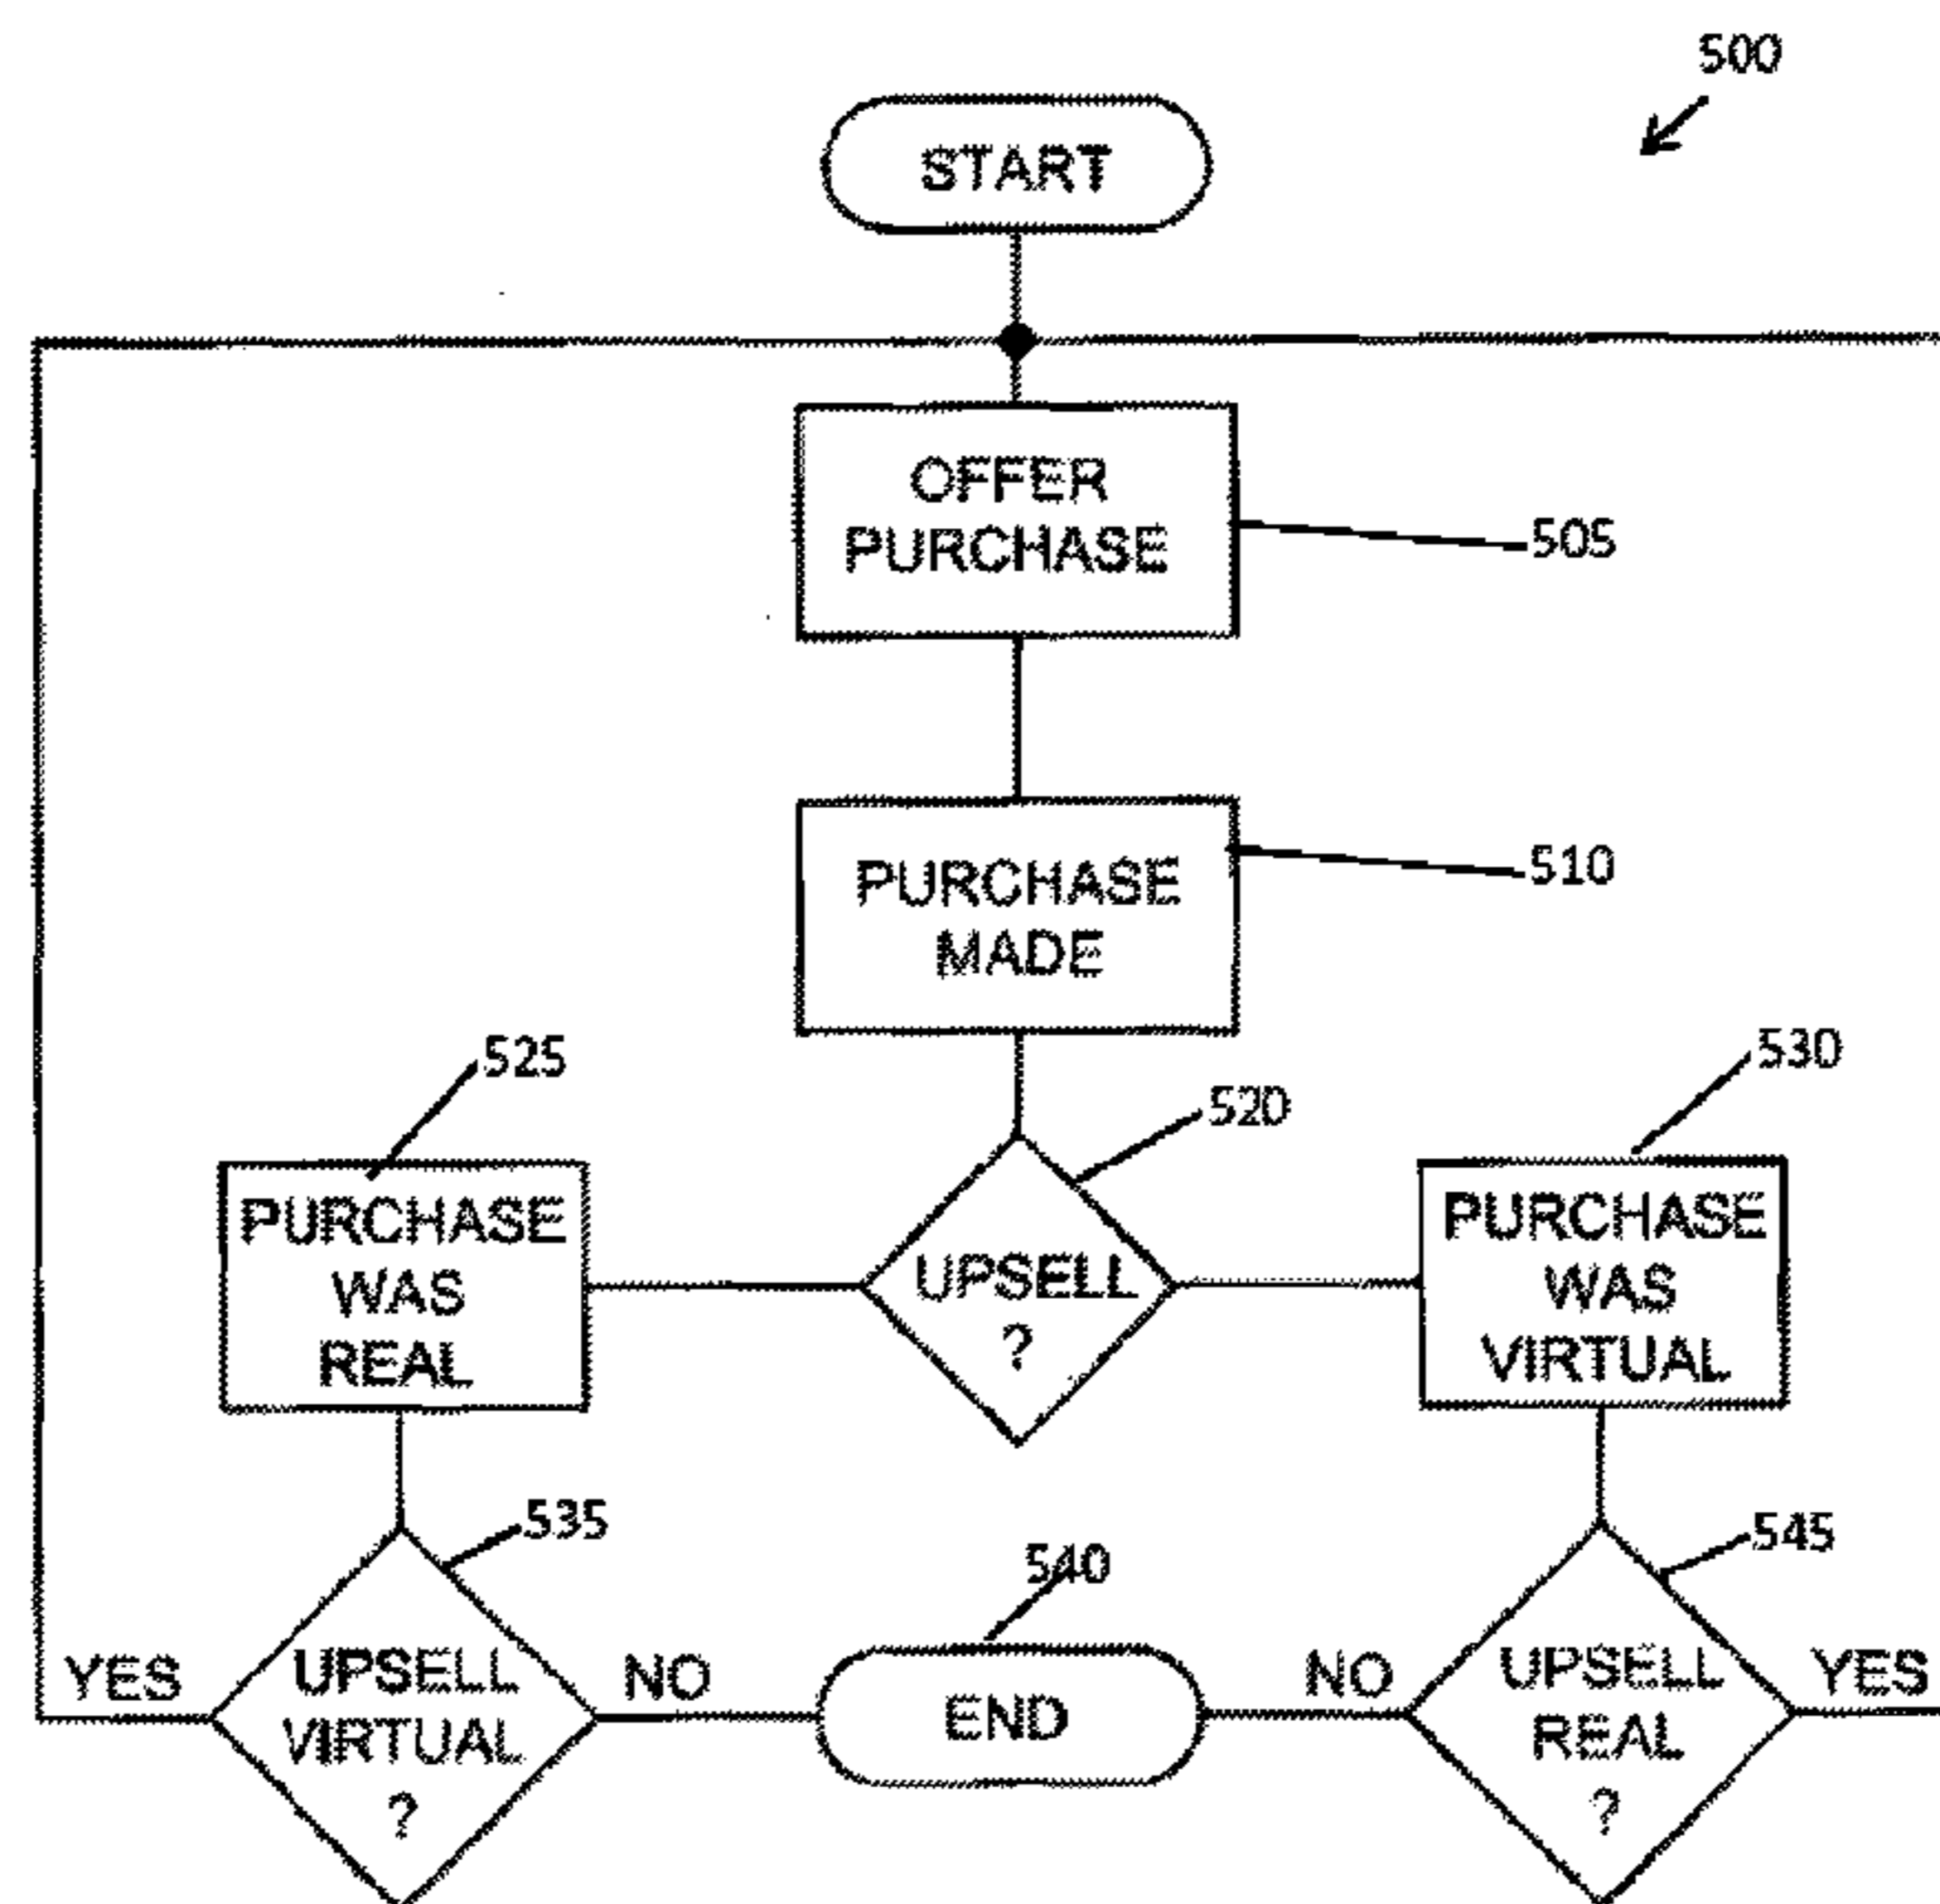 500
START
OFFER
PURCHASE
505
PURCHASE
MADE
510
525
530
520
PURCHASE
WAS
REAL
UPSELL
?
PURCHASE
WAS
VIRTUAL
535
540
545
YES
UPSELL
VIRTUAL
?
NO
END
NO
UPSELL
REAL
?
YES